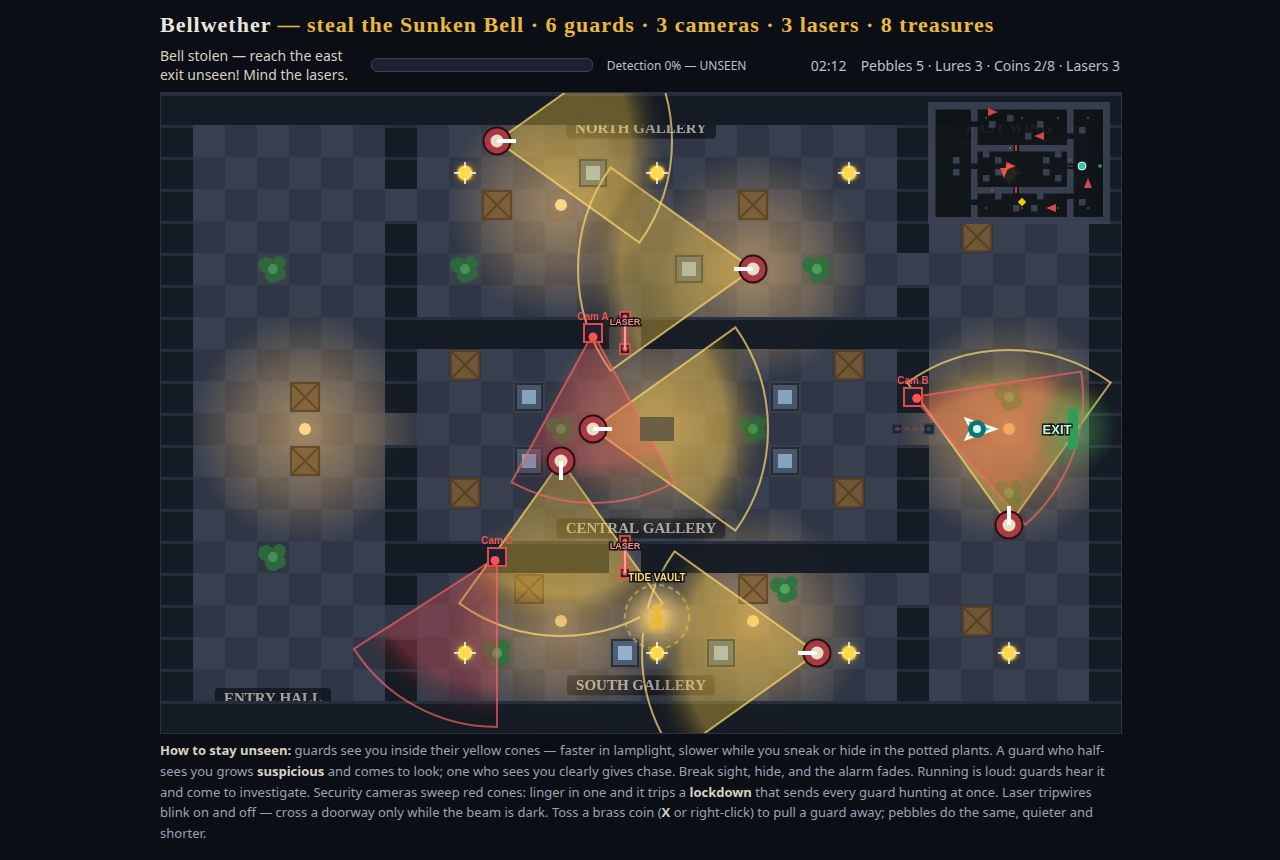 Bellwether — steal the Sunken Bell · 6 guards · 3 cameras · 3 lasers · 8 treasures
Bell stolen — reach the east
exit unseen! Mind the lasers.
Detection 0% — UNSEEN
02:12
Pebbles 5 · Lures 3 · Coins 2/8 · Lasers 3
NORTH GALLERY
EAST WING
Cam A
LASER
Cam B
EXIT
CENTRAL GALLERY
Cam C
LASER
TIDE VAULT
SOUTH GALLERY
ENTRY HALL
How to stay unseen: guards see you inside their yellow cones — faster in lamplight, slower while you sneak or hide in the potted plants. A guard who half-
sees you grows suspicious and comes to look; one who sees you clearly gives chase. Break sight, hide, and the alarm fades. Running is loud: guards hear it
and come to investigate. Security cameras sweep red cones: linger in one and it trips a lockdown that sends every guard hunting at once. Laser tripwires
blink on and off — cross a doorway only while the beam is dark. Toss a brass coin (X or right-click) to pull a guard away; pebbles do the same, quieter and
shorter.